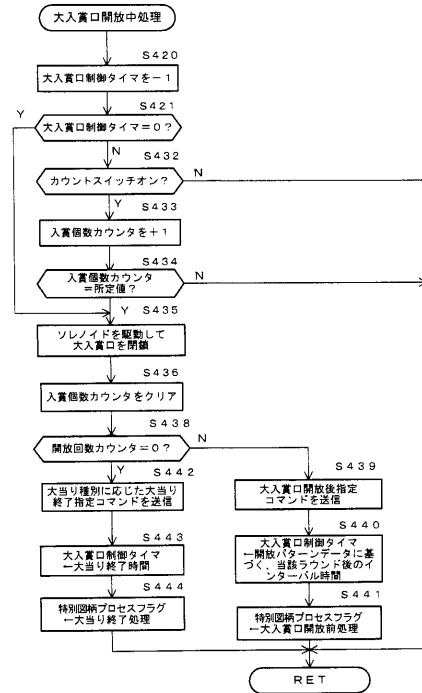 大入賞口開放中処理
S420
大入賞口制御タイマを－1
S421
Y
大入賞口制御タイマ＝0？
N
S432
カウントスイッチオン？
N
Y
S433
入賞個数カウンタを＋1
S434
入賞個数カウンタ
＝所定値？
N
Y
S435
ソレノイドを駆動して
大入賞口を閉鎖
S436
入賞個数カウンタをクリア
S438
開放回数カウンタ＝0？
N
Y
S442
大当り種別に応じた大当り
終了指定コマンドを送信
S443
大入賞口制御タイマ
←大当り終了時間
S444
特別図柄プロセスフラグ
←大当り終了処理
S439
大入賞口開放後指定
コマンドを送信
S440
大入賞口制御タイマ
←開放パターンデータに基
づく、当該ラウンド後のイ
ンターバル時間
S441
特別図柄プロセスフラグ
←大入賞口開放前処理
RET